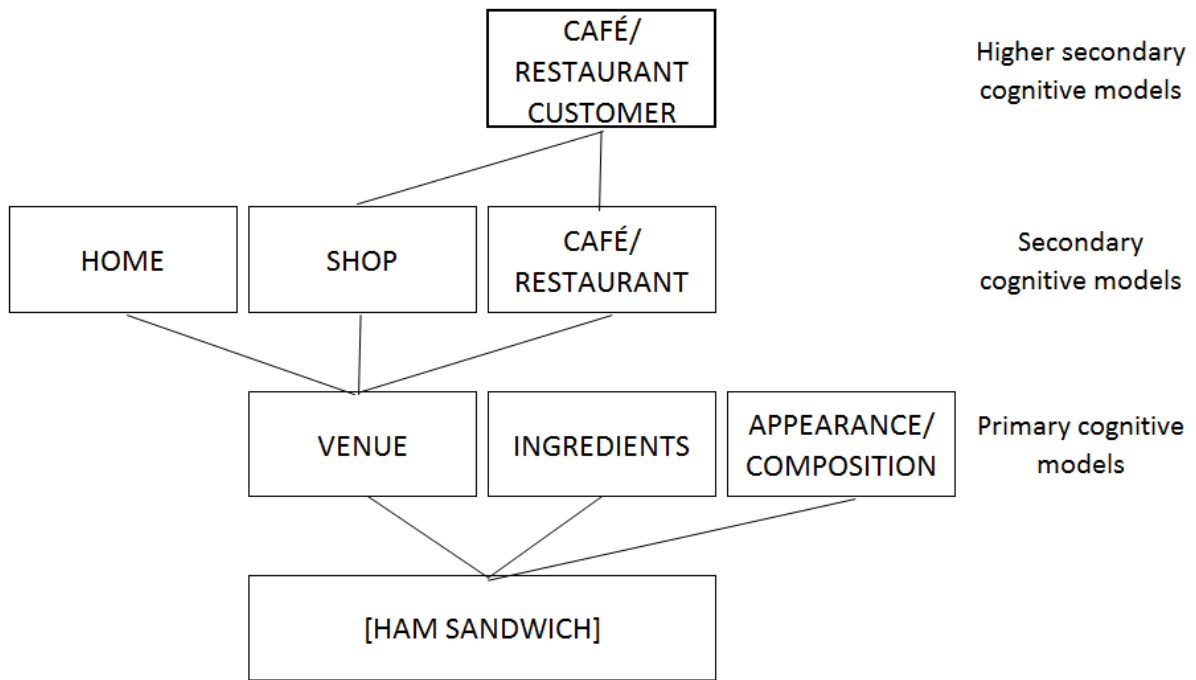 CAFÉ/
RESTAURANT
CUSTOMER
Higher secondary
cognitive models
HOME
SHOP
CAFÉ/
RESTAURANT
Secondary
cognitive models
VENUE
INGREDIENTS
APPEARANCE/
COMPOSITION
Primary cognitive
models
[HAM SANDWICH]